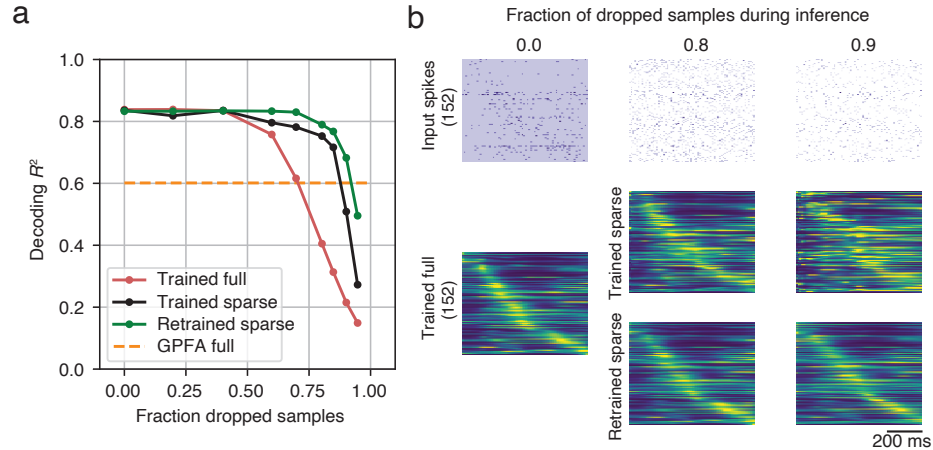 a
1.0
0.8
0.6
0.4
0.2
0.0
Decoding R²
0.00
0.25
0.50
0.75
1.00
Fraction dropped samples
Trained full
Trained sparse
Retrained sparse
GPFA full
b
Fraction of dropped samples during inference
0.0
0.8
0.9
Input spikes
(152)
Trained full
(152)
Trained sparse
Retrained sparse
200 ms